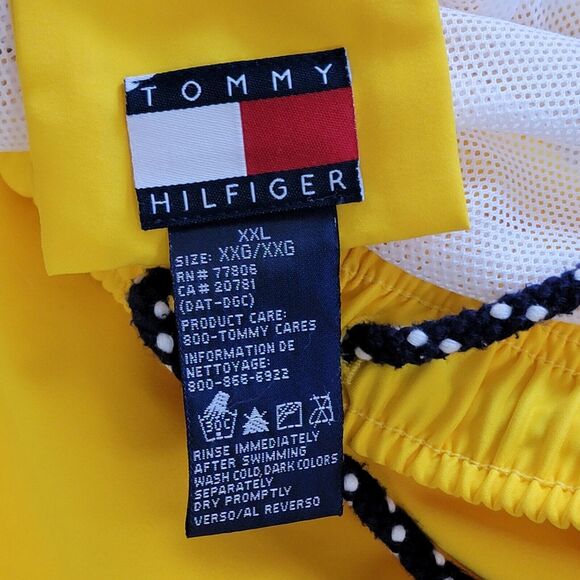 TOMMY
HILFIGER
XXL
SIZE: XXG/XXG
RN# 77806
CA# 20781
(DAT-DGC)
PRODUCT CARE:
800-TOMMY CARES
INFORMATION DE
NETTOYAGE:
800-866-6922
30C
RINSE IMMEDIATELY
AFTER SWIMMING
WASH COLD, DARK COLORS
SEPARATELY
DRY PROMPTLY
VERSO/AL REVERSO